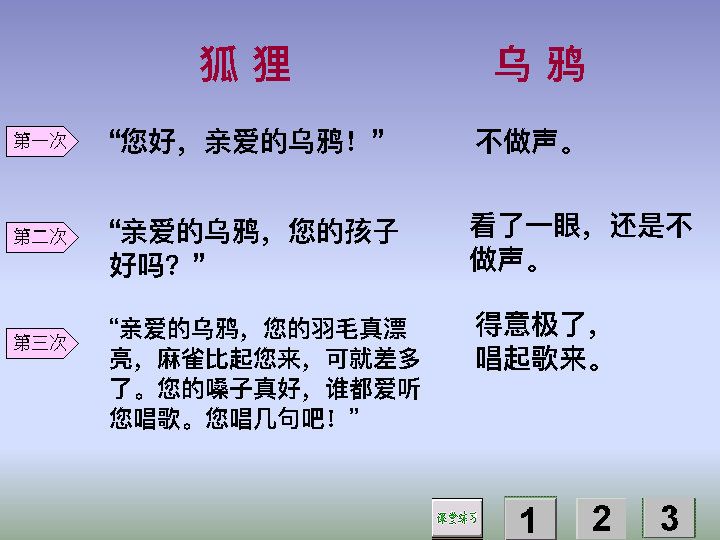 狐 狸
乌 鸦
第一次
“您好，亲爱的乌鸦！”
不做声。
第二次
“亲爱的乌鸦，您的孩子
好吗？”
看了一眼，还是不
做声。
第三次
“亲爱的乌鸦，您的羽毛真漂
亮，麻雀比起您来，可就差多
了。您的嗓子真好，谁都爱听
您唱歌。您唱几句吧！”
得意极了，
唱起歌来。
课堂练习
1
2
3